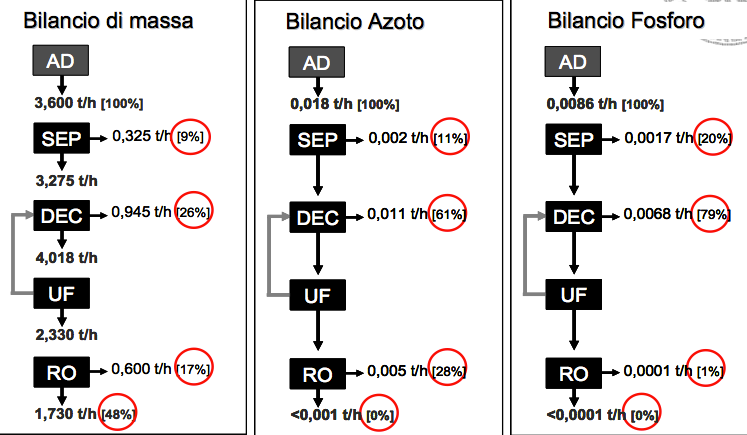 Bilancio di massa
AD
3,600 t/h [100%]
SEP
0,325 t/h [9%]
3,275 t/h
DEC
0,945 t/h [26%]
4,018 t/h
UF
2,330 t/h
RO
0,600 t/h [17%]
1,730 t/h [48%]
Bilancio Azoto
AD
0,018 t/h [100%]
SEP
0,002 t/h [11%]
DEC
0,011 t/h [61%]
UF
RO
0,005 t/h [28%]
<0,001 t/h [0%]
Bilancio Fosforo
AD
0,0086 t/h [100%]
SEP
0,0017 t/h [20%]
DEC
0,0068 t/h [79%]
UF
RO
0,0001 t/h [1%]
<0,0001 t/h [0%]